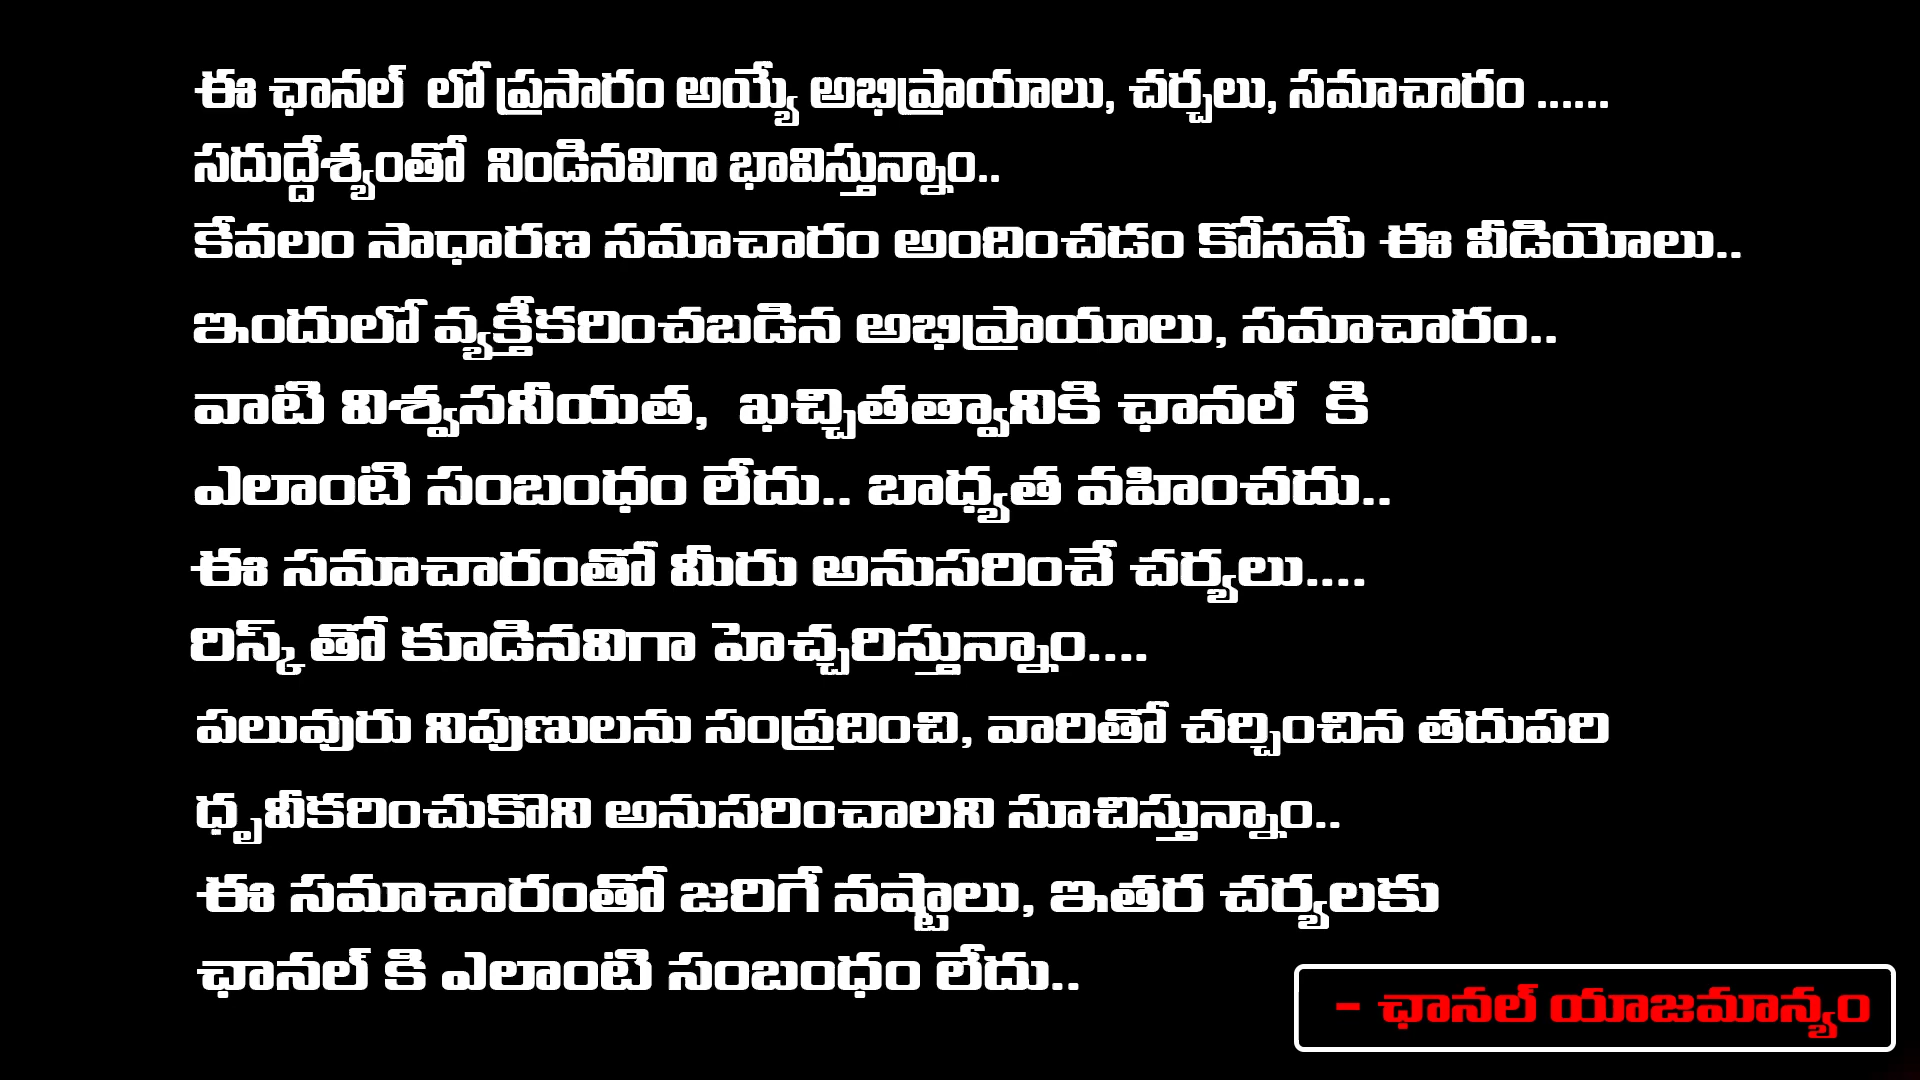 ఈ ఛానల్ లో ప్రసారం అయ్యే అభిప్రాయాలు, చర్చలు, సమాచారం ......
సదుద్దేశ్యంతో నిండినవిగా భావిస్తున్నాం..
కేవలం సాధారణ సమాచారం అందించడం కోసమే ఈ వీడియోలు..
ఇందులో వ్యక్తీకరించబడిన అభిప్రాయాలు, సమాచారం..
వాటి విశ్వసనీయత, ఖచ్చితత్వానికి ఛానల్ కి
ఎలాంటి సంబంధం లేదు.. బాధ్యత వహించదు..
ఈ సమాచారంతో మీరు అనుసరించే చర్యలు....
రిస్క్ తో కూడినవిగా హెచ్చరిస్తున్నాం....
పలువురు నిపుణులను సంప్రదించి, వారితో చర్చించిన తదుపరి
ధృవీకరించుకొని అనుసరించాలని సూచిస్తున్నాం..
ఈ సమాచారంతో జరిగే నష్టాలు, ఇతర చర్యలకు
ఛానల్ కి ఎలాంటి సంబంధం లేదు..
- ఛానల్ యాజమాన్యం